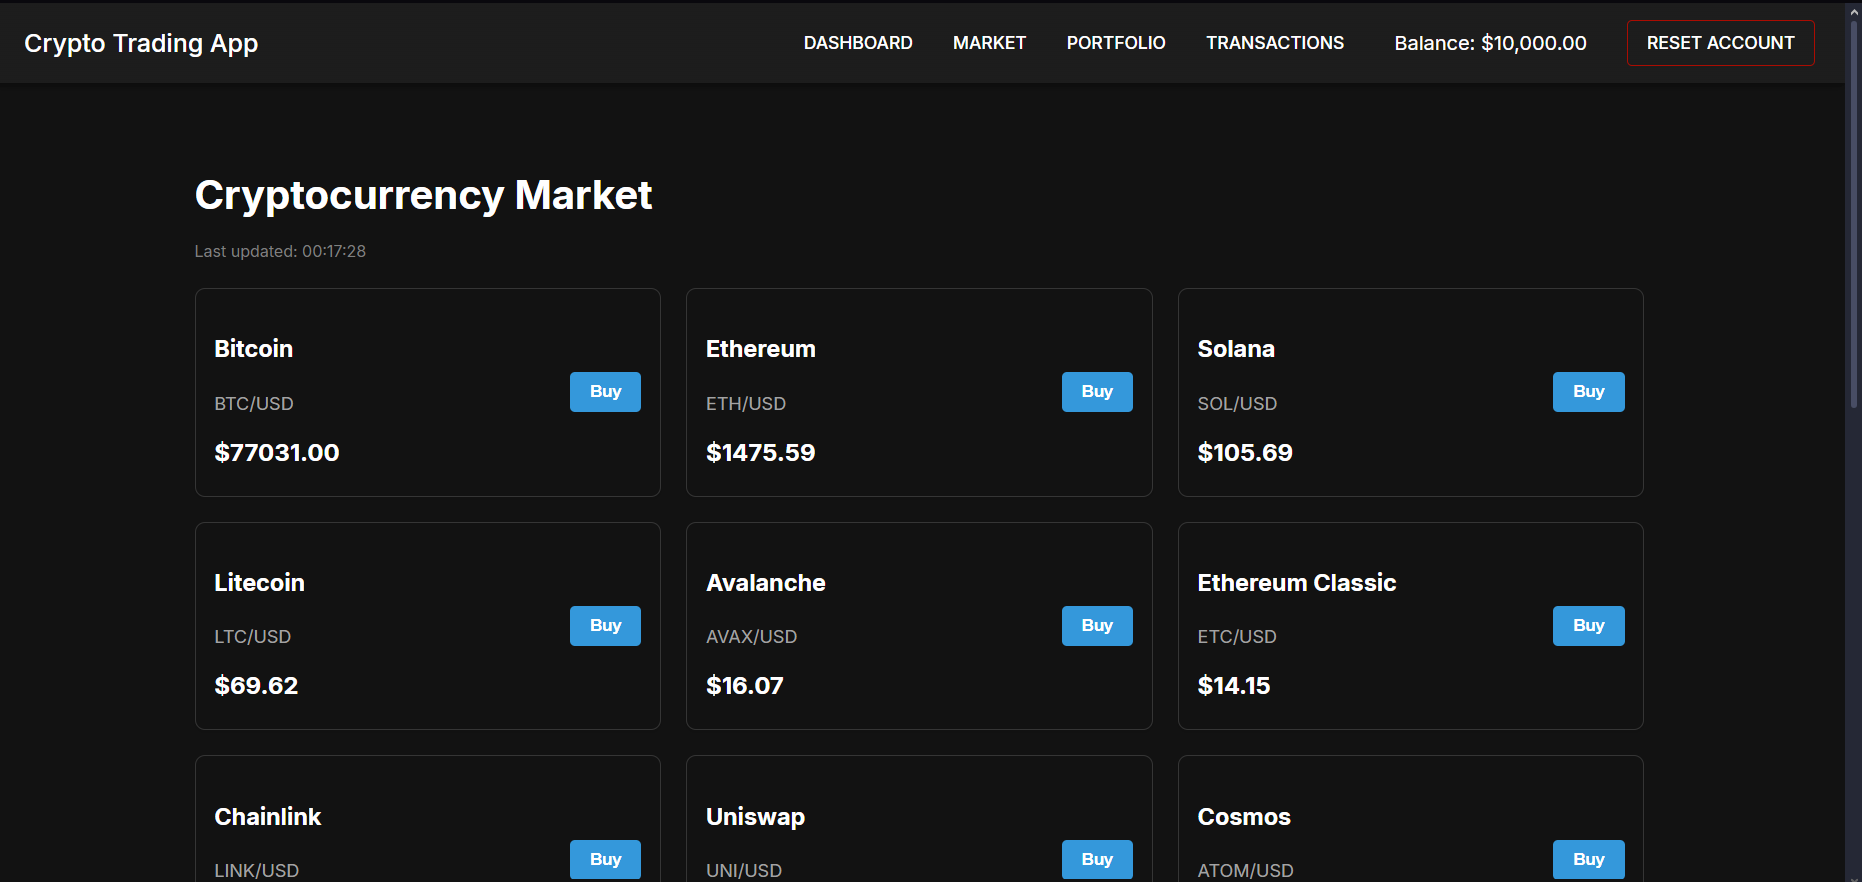 Crypto Trading App
DASHBOARD MARKET PORTFOLIO TRANSACTIONS Balance: $10,000.00 RESET ACCOUNT
Cryptocurrency Market
Last updated: 00:17:28
Bitcoin
BTC/USD
$77031.00
Buy
Ethereum
ETH/USD
$1475.59
Buy
Solana
SOL/USD
$105.69
Buy
Litecoin
LTC/USD
$69.62
Buy
Avalanche
AVAX/USD
$16.07
Buy
Ethereum Classic
ETC/USD
$14.15
Buy
Chainlink
LINK/USD
Buy
Uniswap
UNI/USD
Buy
Cosmos
ATOM/USD
Buy